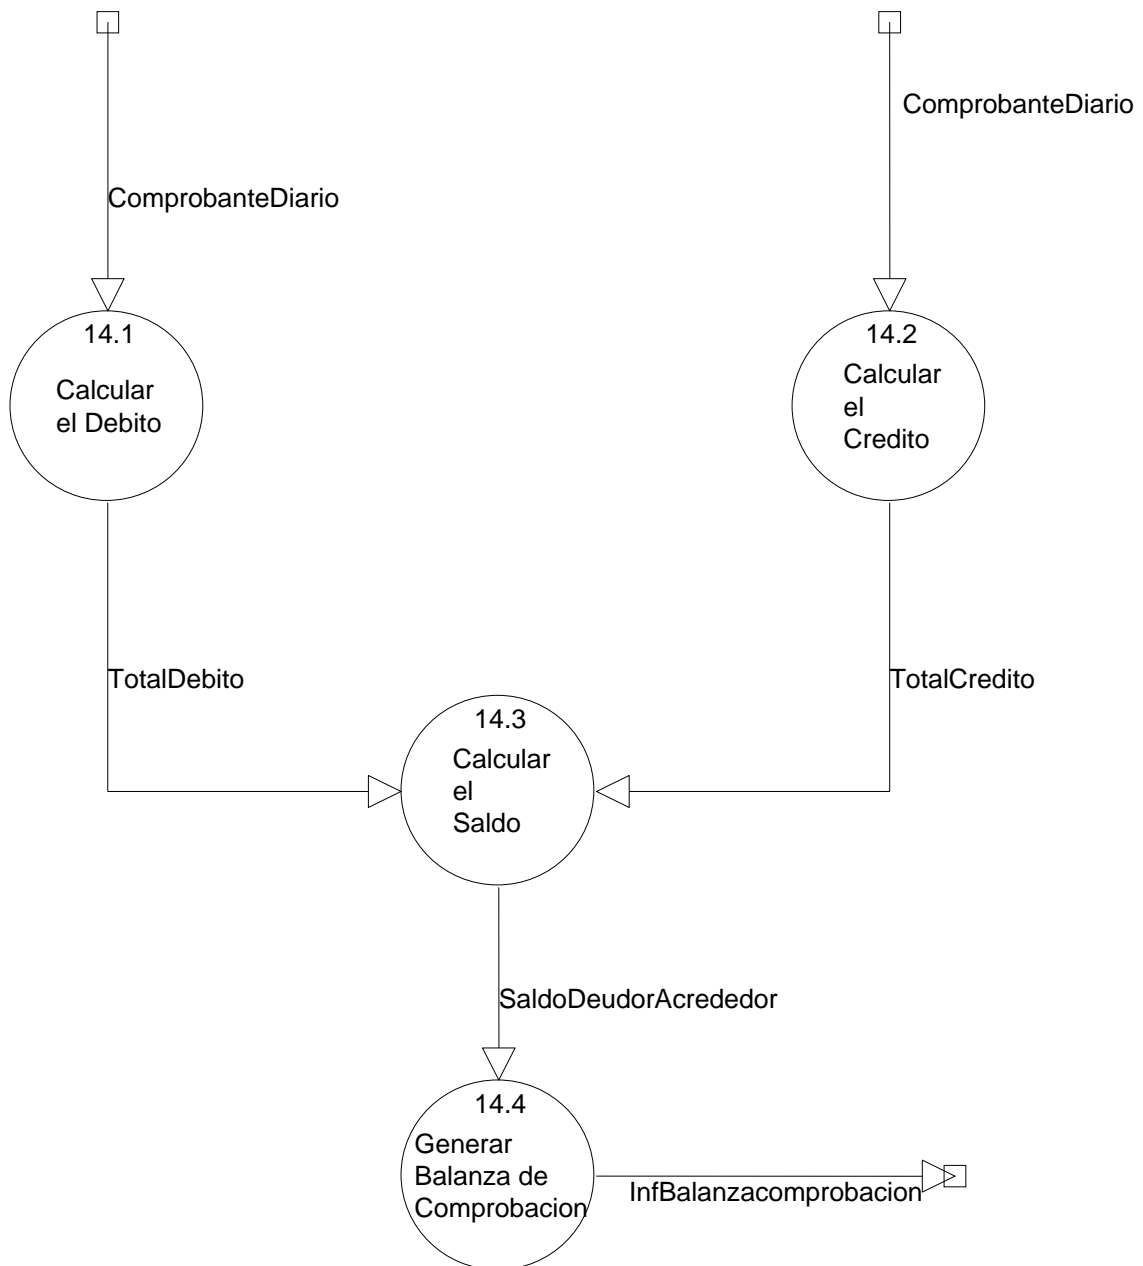 ComprobanteDiario
ComprobanteDiario
14.1
Calcular
el Debito
14.2
Calcular
el
Credito
TotalDebito
TotalCredito
14.3
Calcular
el
Saldo
SaldoDeudorAcrededor
14.4
Generar
Balanza de
Comprobacion
InfBalanzacomprobacion